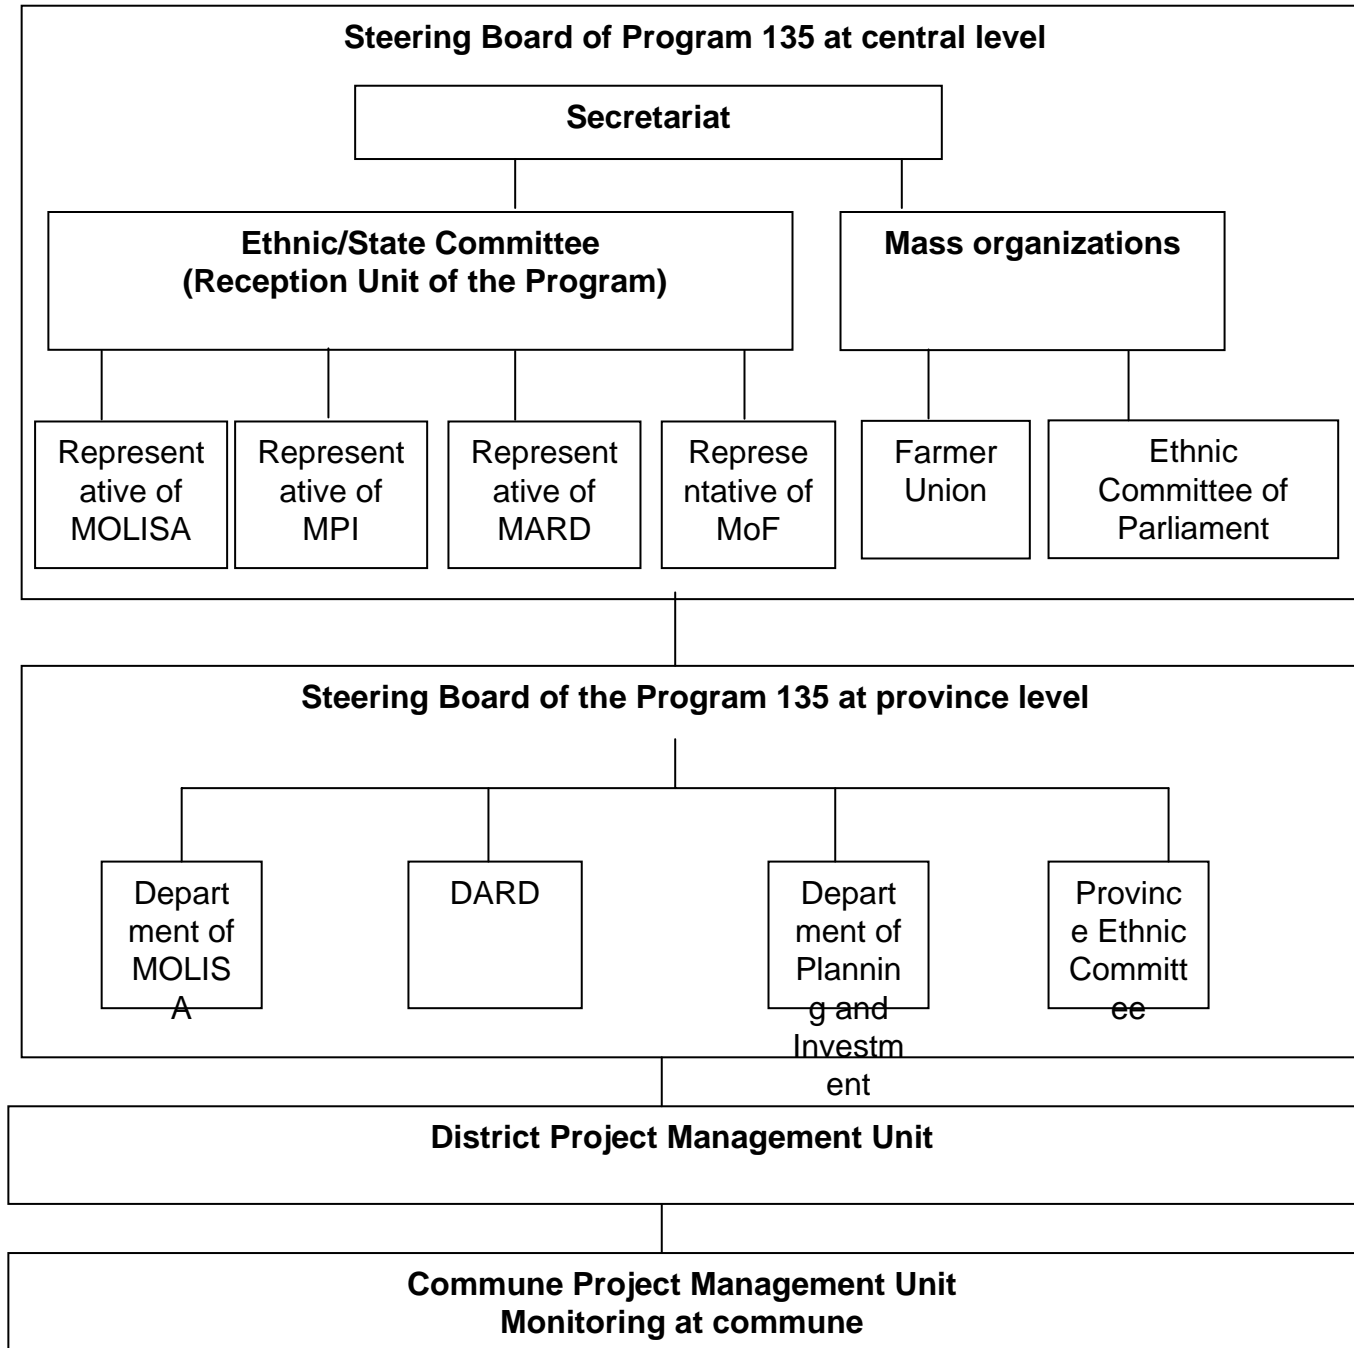 Steering Board of Program 135 at central level
Secretariat
Ethnic/State Committee
(Reception Unit of the Program)
Mass organizations
Represent
ative of
MOLISA
Represent
ative of
MPI
Represent
ative of
MARD
Represe
ntative of
MoF
Farmer
Union
Ethnic
Committee of
Parliament
Steering Board of the Program 135 at province level
Depart
ment of
MOLIS
A
DARD
Depart
ment of
Plannin
g and
Investm
ent
Provinc
e Ethnic
Committ
ee
District Project Management Unit
Commune Project Management Unit
Monitoring at commune